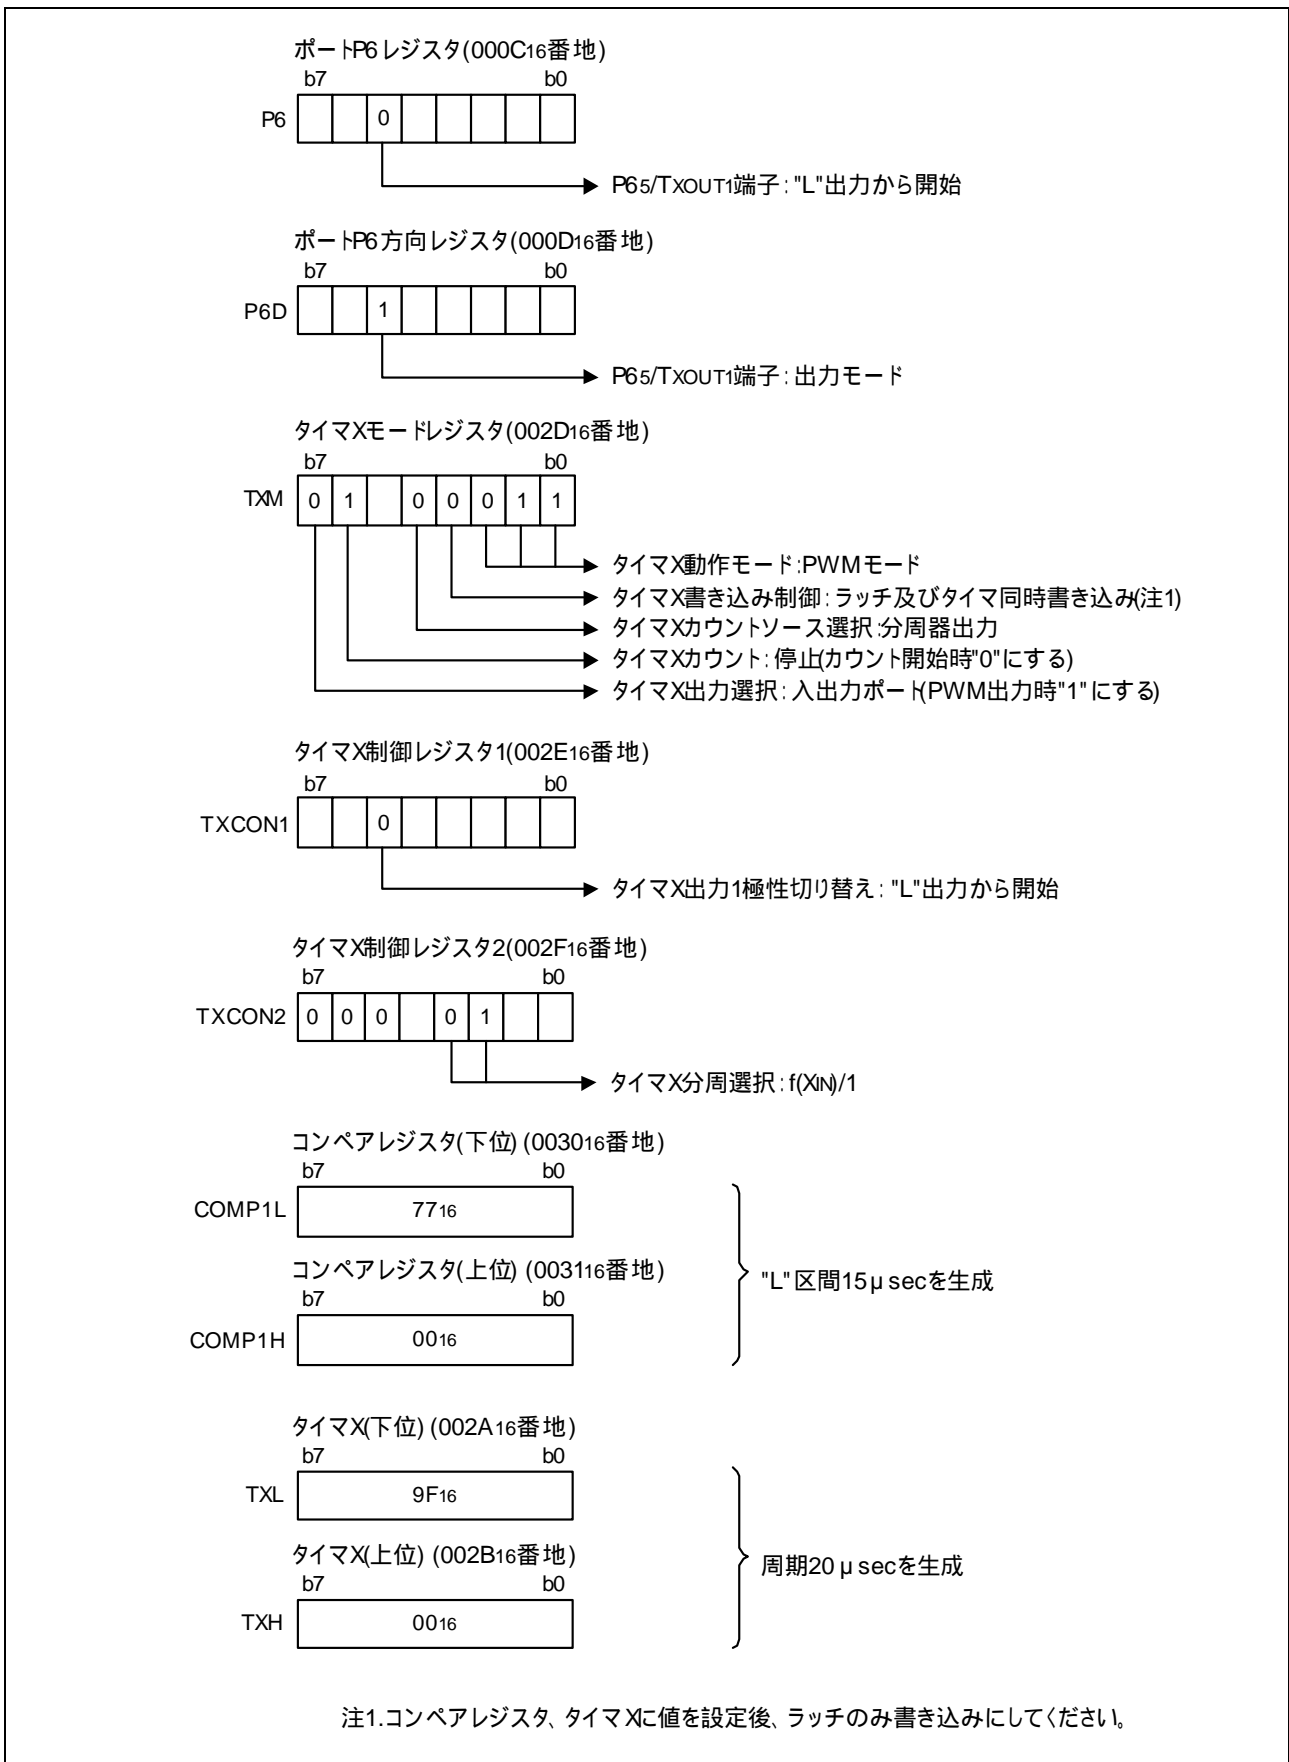 ポートP6レジスタ(000C16番地)
b7 b0
P6 0
P65/TXOUT1端子:"L"出力から開始
ポートP6方向レジスタ(000D16番地)
b7 b0
P6D 1
P65/TXOUT1端子:出力モード
タイマXモードレジスタ(002D16番地)
b7 b0
TXM 0 1 0 0 0 1 1
タイマX動作モード:PWMモード
タイマX書き込み制御:ラッチ及びタイマ同時書き込み(注1)
タイマXカウントソース選択:分周器出力
タイマXカウント:停止(カウント開始時"0"にする)
タイマX出力選択:入出力ポート(PWM出力時"1"にする)
タイマX制御レジスタ1(002E16番地)
b7 b0
TXCON1 0
タイマX出力1極性切り替え:"L"出力から開始
タイマX制御レジスタ2(002F16番地)
b7 b0
TXCON2 0 0 0 0 1
タイマX分周選択:f(XIN)/1
コンペアレジスタ(下位)(003016番地)
b7 b0
COMP1L 7716
コンペアレジスタ(上位)(003116番地)
b7 b0
COMP1H 0016
"L"区間15μsecを生成
タイマX(下位)(002A16番地)
b7 b0
TXL 9F16
タイマX(上位)(002B16番地)
b7 b0
TXH 0016
周期20μsecを生成
注1.コンペアレジスタ、タイマXに値を設定後、ラッチのみ書き込みにしてください。